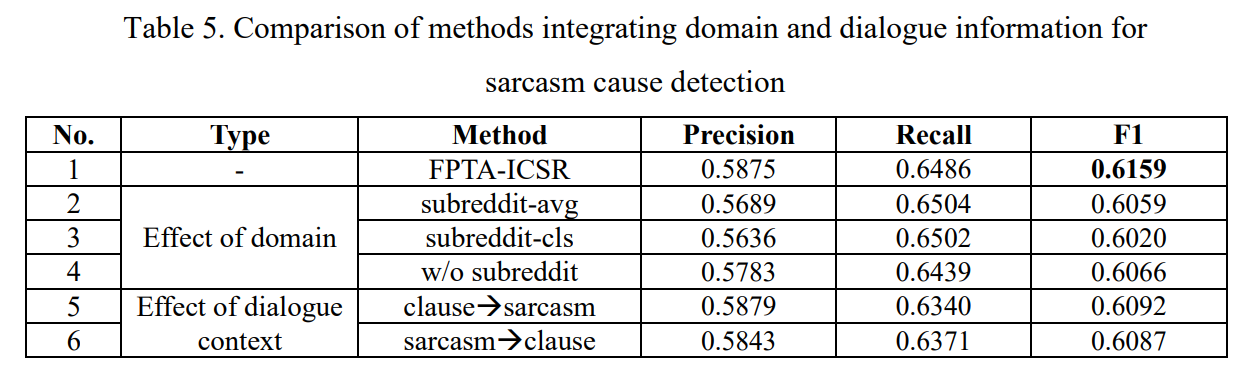 Table 5. Comparison of methods integrating domain and dialogue information for
sarcasm cause detection
No. Type Method Precision Recall F1
1 - FPTA-ICSR 0.5875 0.6486 0.6159
2 Effect of domain subreddit-avg 0.5689 0.6504 0.6059
3 subreddit-cls 0.5636 0.6502 0.6020
4 w/o subreddit 0.5783 0.6439 0.6066
5 Effect of dialogue context clause→sarcasm 0.5879 0.6340 0.6092
6 sarcasm→clause 0.5843 0.6371 0.6087